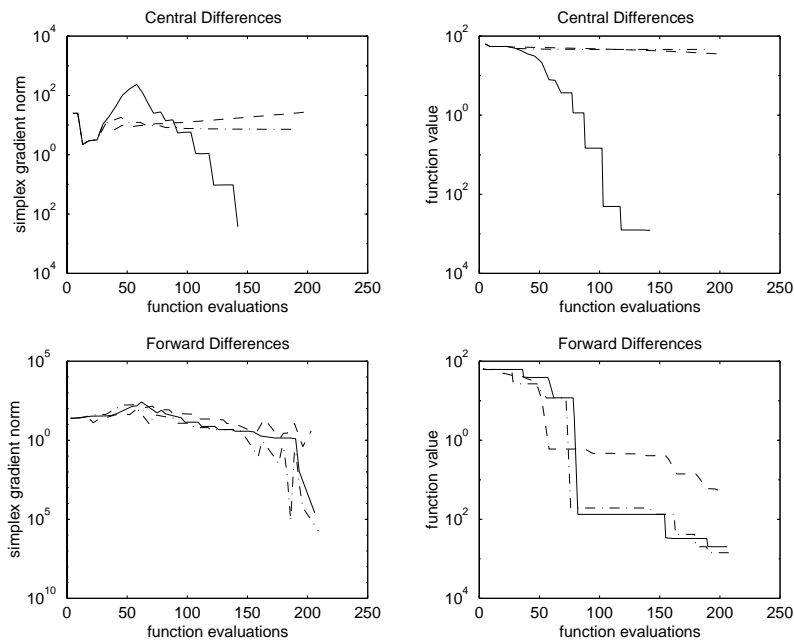 Central Differences
10^4
10^2
10^0
10^2
10^4
simplex gradient norm
0 50 100 150 200 250
function evaluations
Central Differences
10^2
10^0
10^2
10^4
function value
0 50 100 150 200 250
function evaluations
Forward Differences
10^5
10^0
10^5
10^10
simplex gradient norm
0 50 100 150 200 250
function evaluations
Forward Differences
10^2
10^0
10^2
10^4
function value
0 50 100 150 200 250
function evaluations